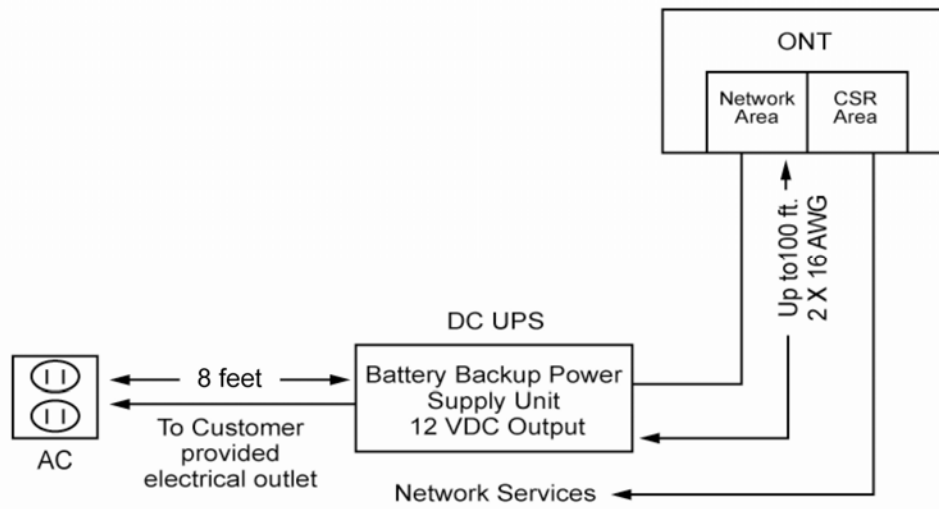 ONT
Network
Area
CSR
Area
Up to100 ft.
2 X 16 AWG
DC UPS
Battery Backup Power
Supply Unit
12 VDC Output
8 feet
To Customer
provided
electrical outlet
AC
Network Services